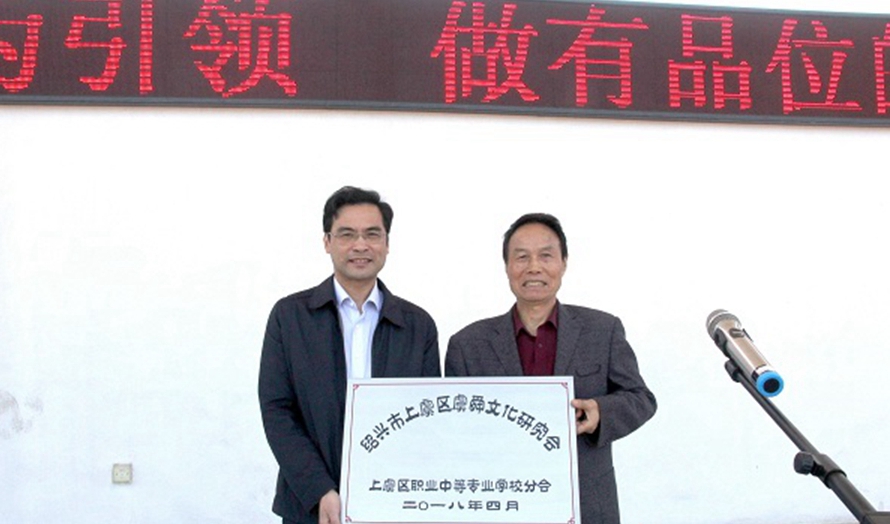 为引领 做有品位的
绍兴市上虞区虞舜文化研究会
上虞区职业中等专业学校分会
二〇一八年四月